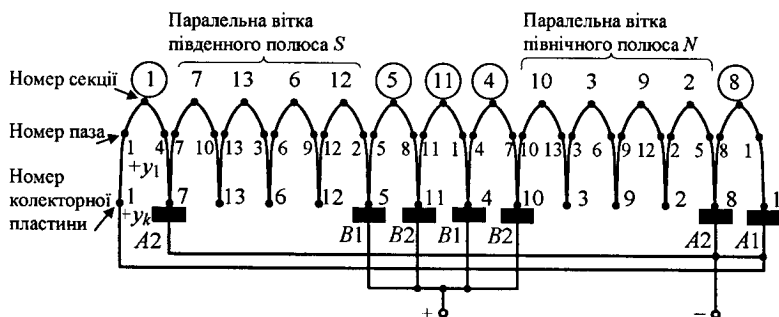 Паралельна вітка південного полюса S
Паралельна вітка північного полюса N
Номер секції
1 7 13 6 12 5 11 4 10 3 9 2 8
Номер паза
1 4 7 10 13 3 6 9 12 2 5 8 11 1 4 7 10 13 3 6 9 12 2 5 8 1
+y₁
Номер колекторної пластини
1 7 13 6 12 5 11 4 10 3 9 2 8 1
+yₖ
A2 B1 B2 B1 B2 A2 A1
+ −